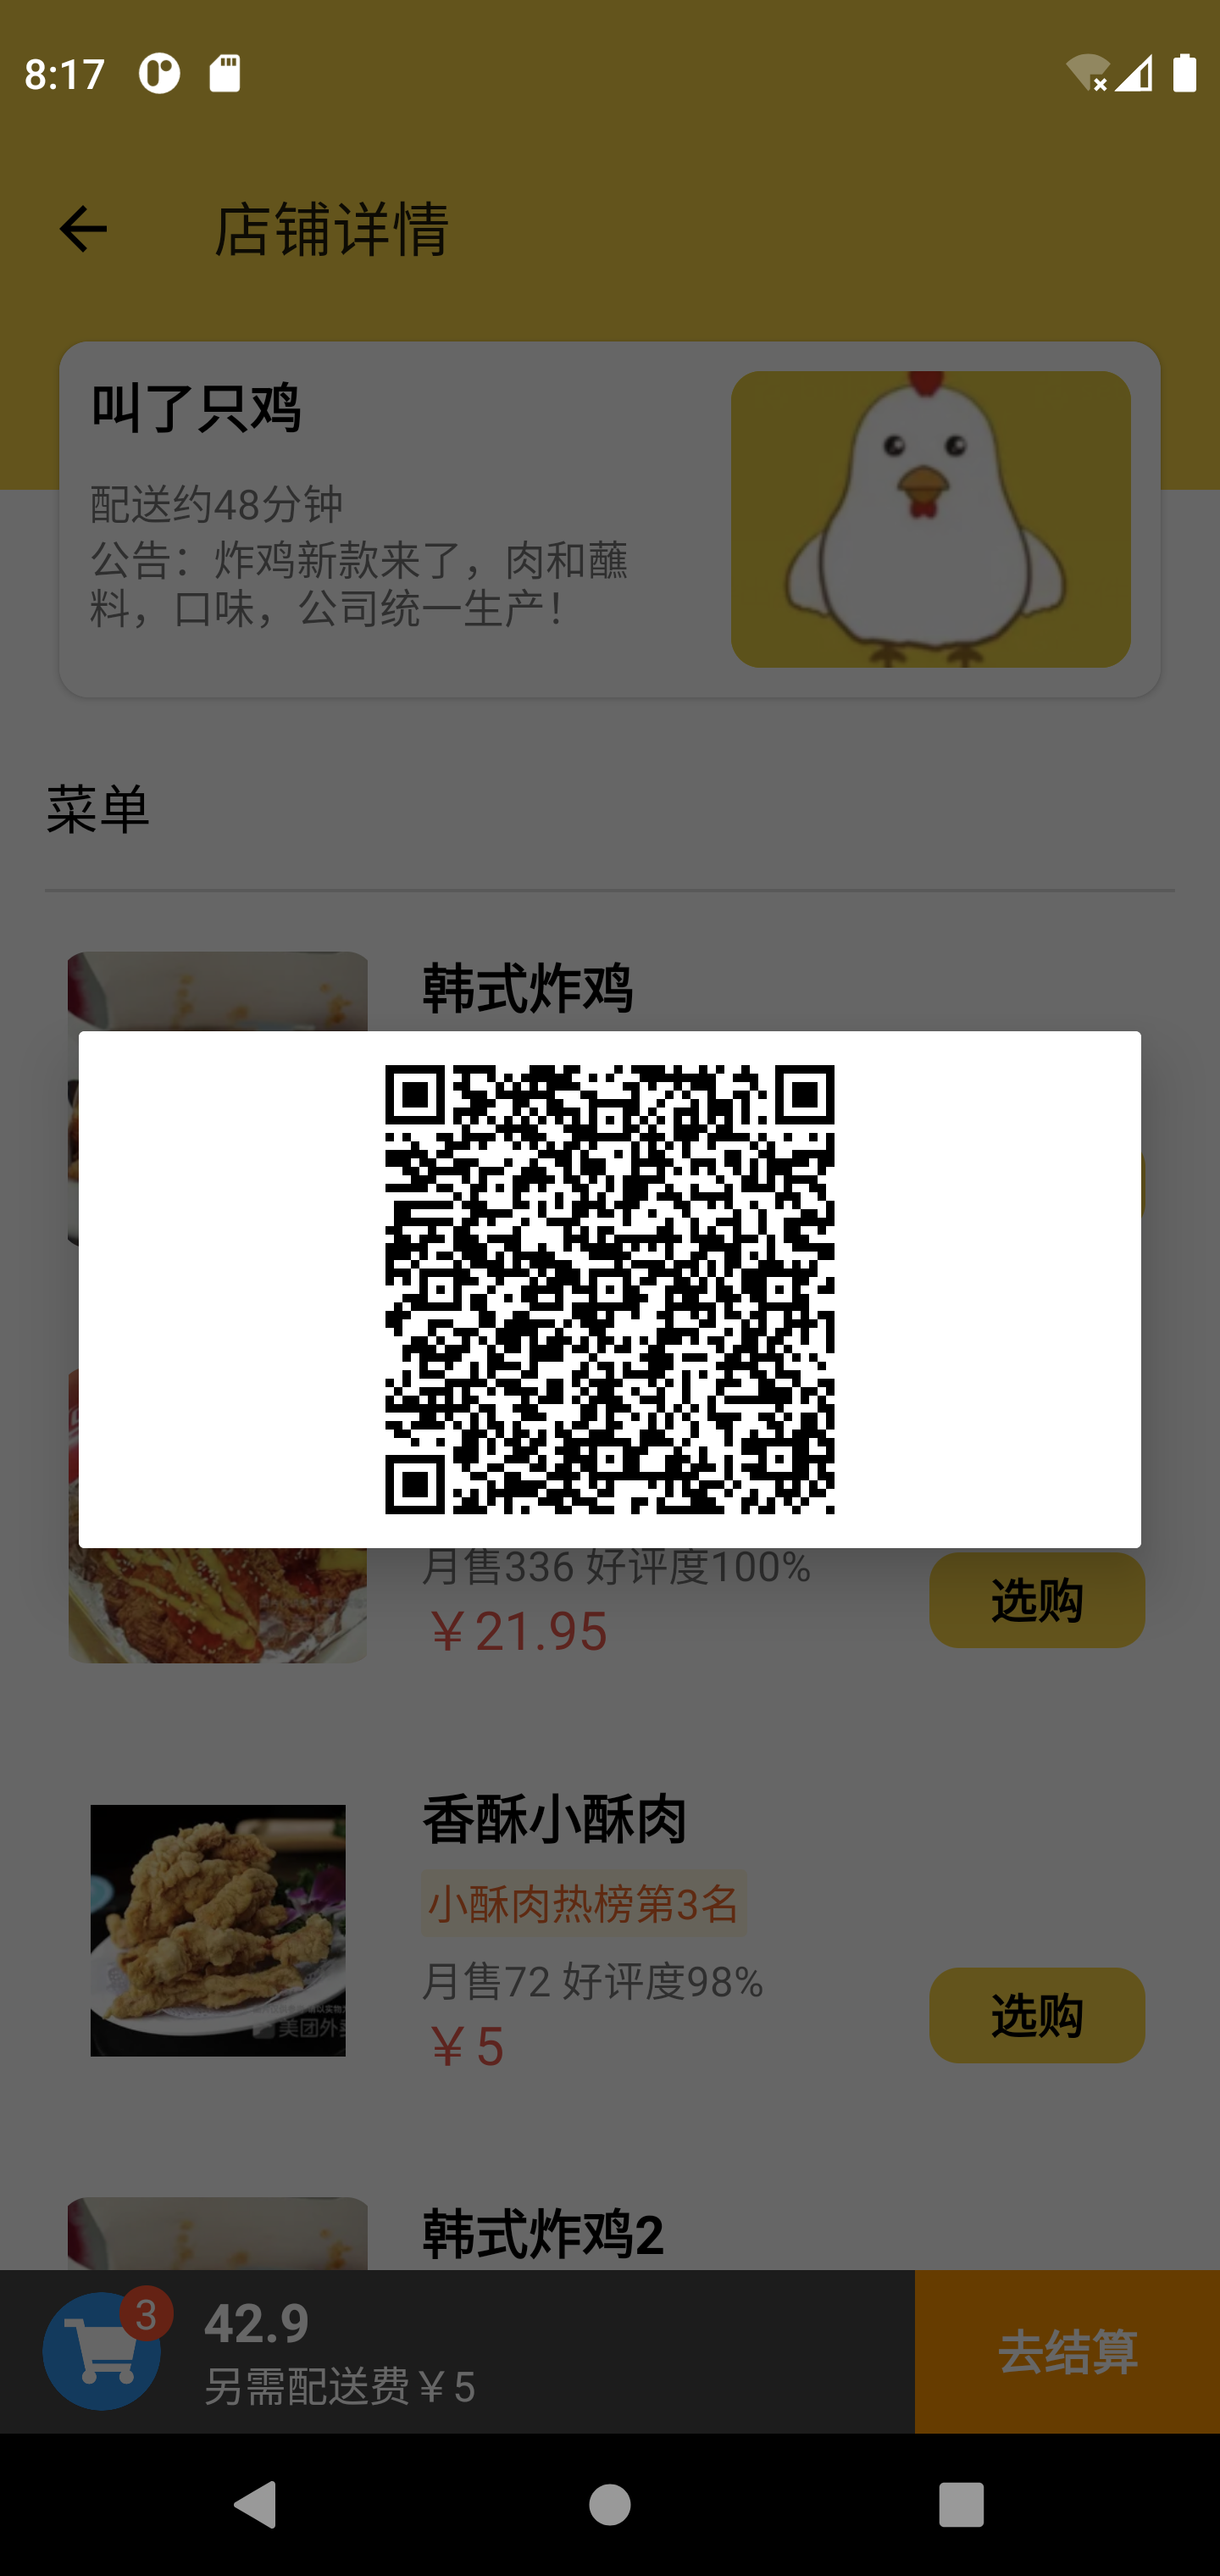 8:17
店铺详情
叫了只鸡
配送约48分钟
公告：炸鸡新款来了，肉和蘸
料，口味，公司统一生产！
菜单
韩式炸鸡
月售336 好评度100%
￥21.95
选购
香酥小酥肉
小酥肉热榜第3名
月售72 好评度98%
￥5
选购
美团外卖
韩式炸鸡2
3
42.9
另需配送费￥5
去结算